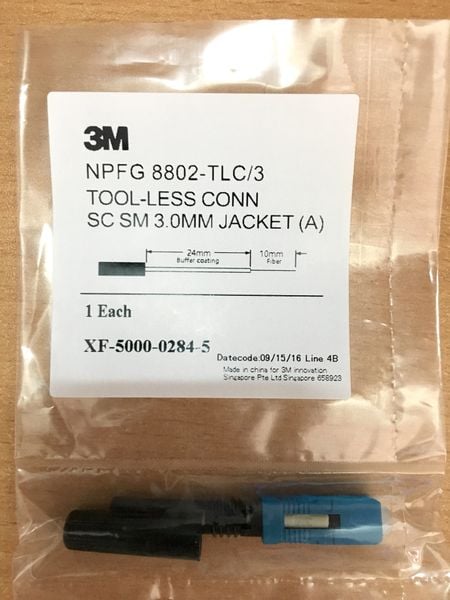 3M
NPFG 8802-TLC/3
TOOL-LESS CONN
SC SM 3.0MM JACKET (A)
24mm 10mm
Buffer coating Fiber
1 Each
XF-5000-0284-5 Datecode:09/15/16 Line 4B
Made in china for 3M innovation
Singapore Pte Ltd Singapore 658923